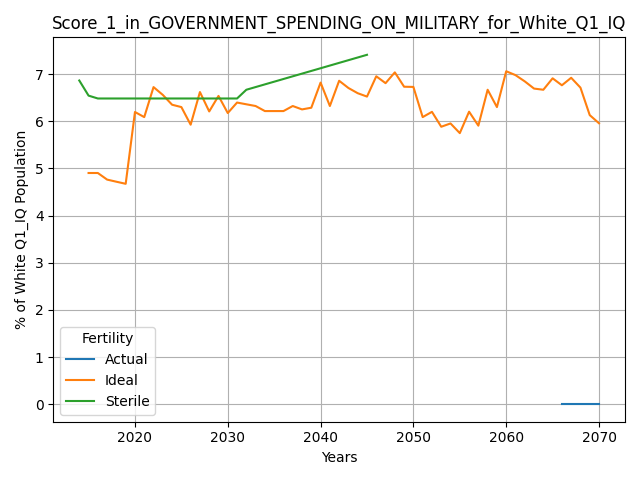 Score_1_in_GOVERNMENT_SPENDING_ON_MILITARY_for_White_Q1_IQ
% of White Q1_IQ Population
7
6
5
4
3
2
1
0
Fertility
Actual
Ideal
Sterile
2020 2030 2040 2050 2060 2070
Years